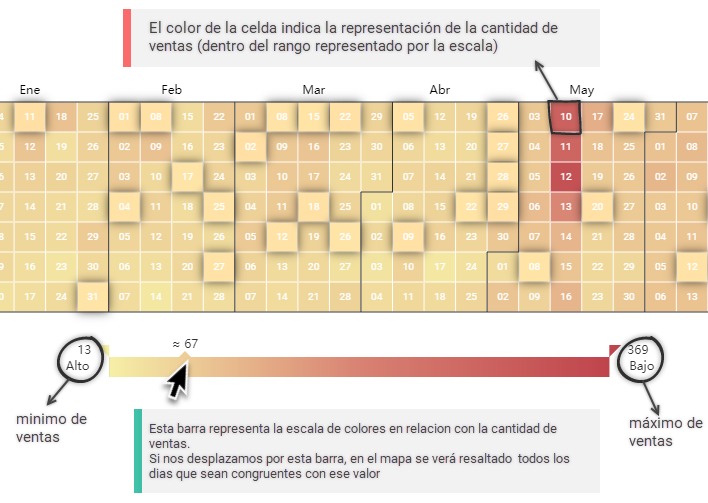 El color de la celda indica la representación de la cantidad de
ventas (dentro del rango representado por la escala)
Ene Feb Mar Abr May
4 11 18 25 01 08 15 22 01 08 15 22 29 05 12 19 26 03 10 17 24 31 07
12 19 26 02 09 16 23 02 09 16 23 30 06 13 20 27 04 11 18 25 01 08
13 20 27 03 10 17 24 03 10 17 24 31 07 14 21 28 05 12 19 26 02 09
14 21 28 04 11 18 25 04 11 18 25 01 08 15 22 29 06 13 20 27 03 10
15 22 29 05 12 19 26 05 12 19 26 02 09 16 23 30 07 14 21 28 04 11
9 16 23 30 06 13 20 27 06 13 20 27 03 10 17 24 01 08 15 22 29 05 12
0 17 24 31 07 14 21 28 07 14 21 28 04 11 18 25 02 09 16 23 30 06 13
≈ 67
13
Alto
369
Bajo
minimo de
ventas
máximo de
ventas
Esta barra representa la escala de colores en relacion con la cantidad de
ventas.
Si nos desplazamos por esta barra, en el mapa se verá resaltado todos los
dias que sean congruentes con ese valor